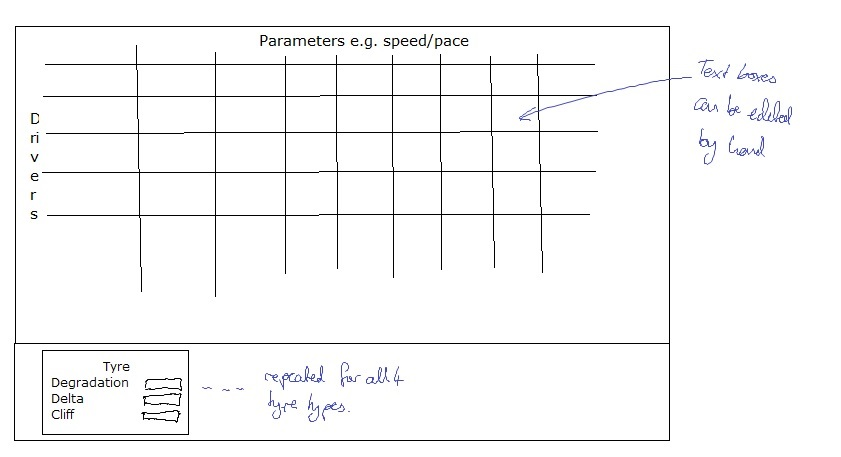 Parameters e.g. speed/pace
Text boxes
can be edited
by hand
D
ri
v
e
r
s
Tyre
Degradation
Delta
Cliff
repeated for all 4
tyre types.